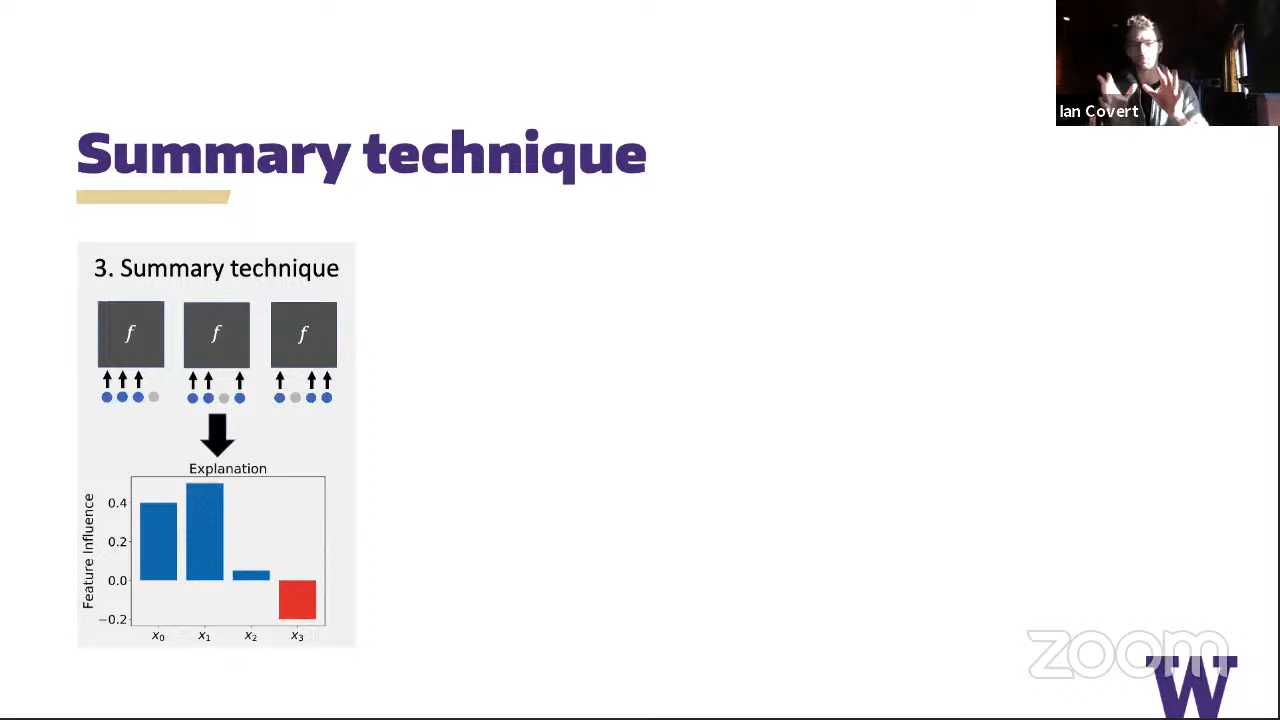 Ian Covert
Summary technique
3. Summary technique
f f f
Explanation
Feature Influence
0.4
0.2
0.0
−0.2
x₀ x₁ x₂ x₃
zoom
W